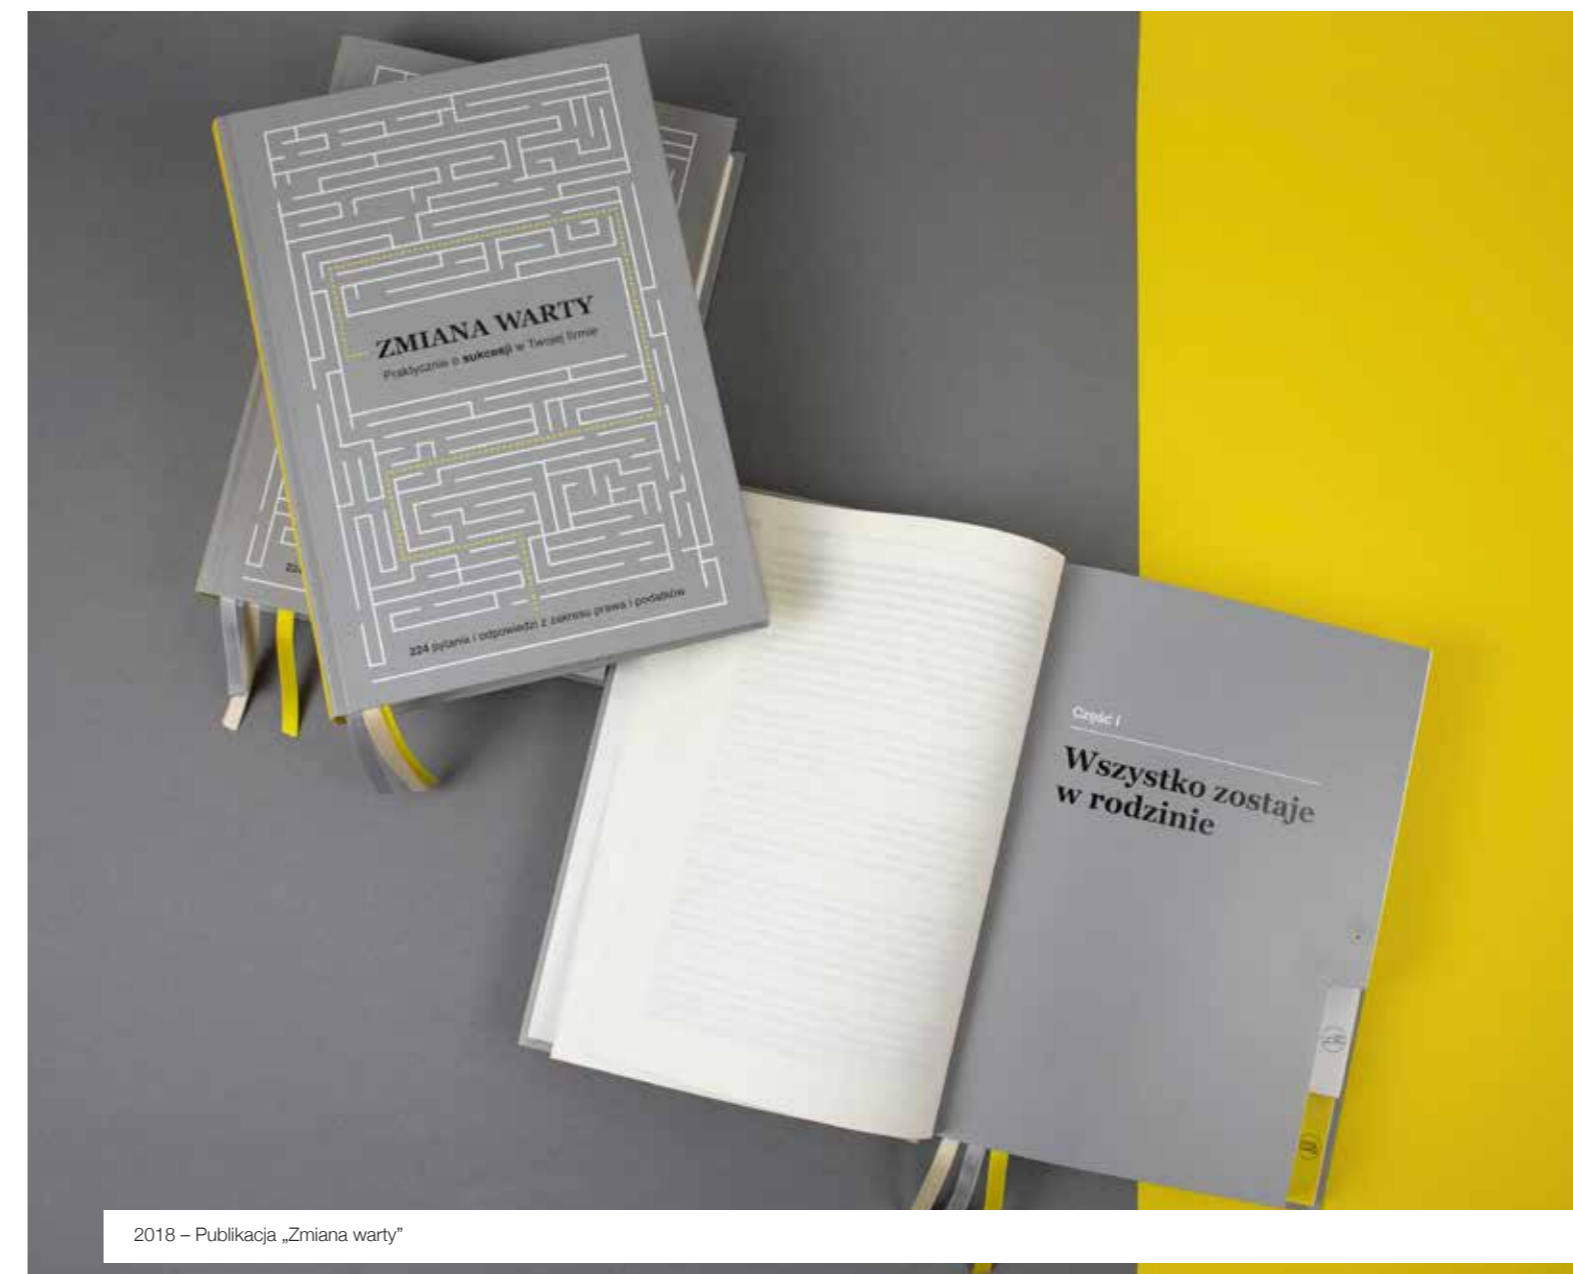 ZMIANA WARTY
Praktycznie o sukcesji w Twojej firmie
224 pytania i odpowiedzi z zakresu prawa i podatków
22
Część I
Wszystko zostaje
w rodzinie
2018 – Publikacja „Zmiana warty”